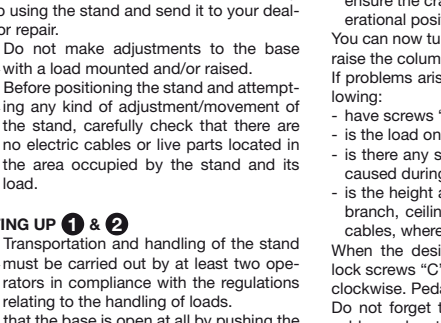 using the stand and send it to your deal-
or repair.
Do not make adjustments to the base
with a load mounted and/or raised.
Before positioning the stand and attempt-
ing any kind of adjustment/movement of
the stand, carefully check that there are
no electric cables or live parts located in
the area occupied by the stand and its
load.
ING UP 1 & 2
Transportation and handling of the stand
must be carried out by at least two ope-
rators in compliance with the regulations
relating to the handling of loads.
that the base is open at all by pushing the
ensure the cra
erational posi
You can now tu
raise the colum
If problems aris
lowing:
- have screws "
- is the load on
- is there any s
caused during
- is the height a
branch, ceilin
cables, where
When the desi
lock screws "C"
clockwise. Peda
Do not forget t